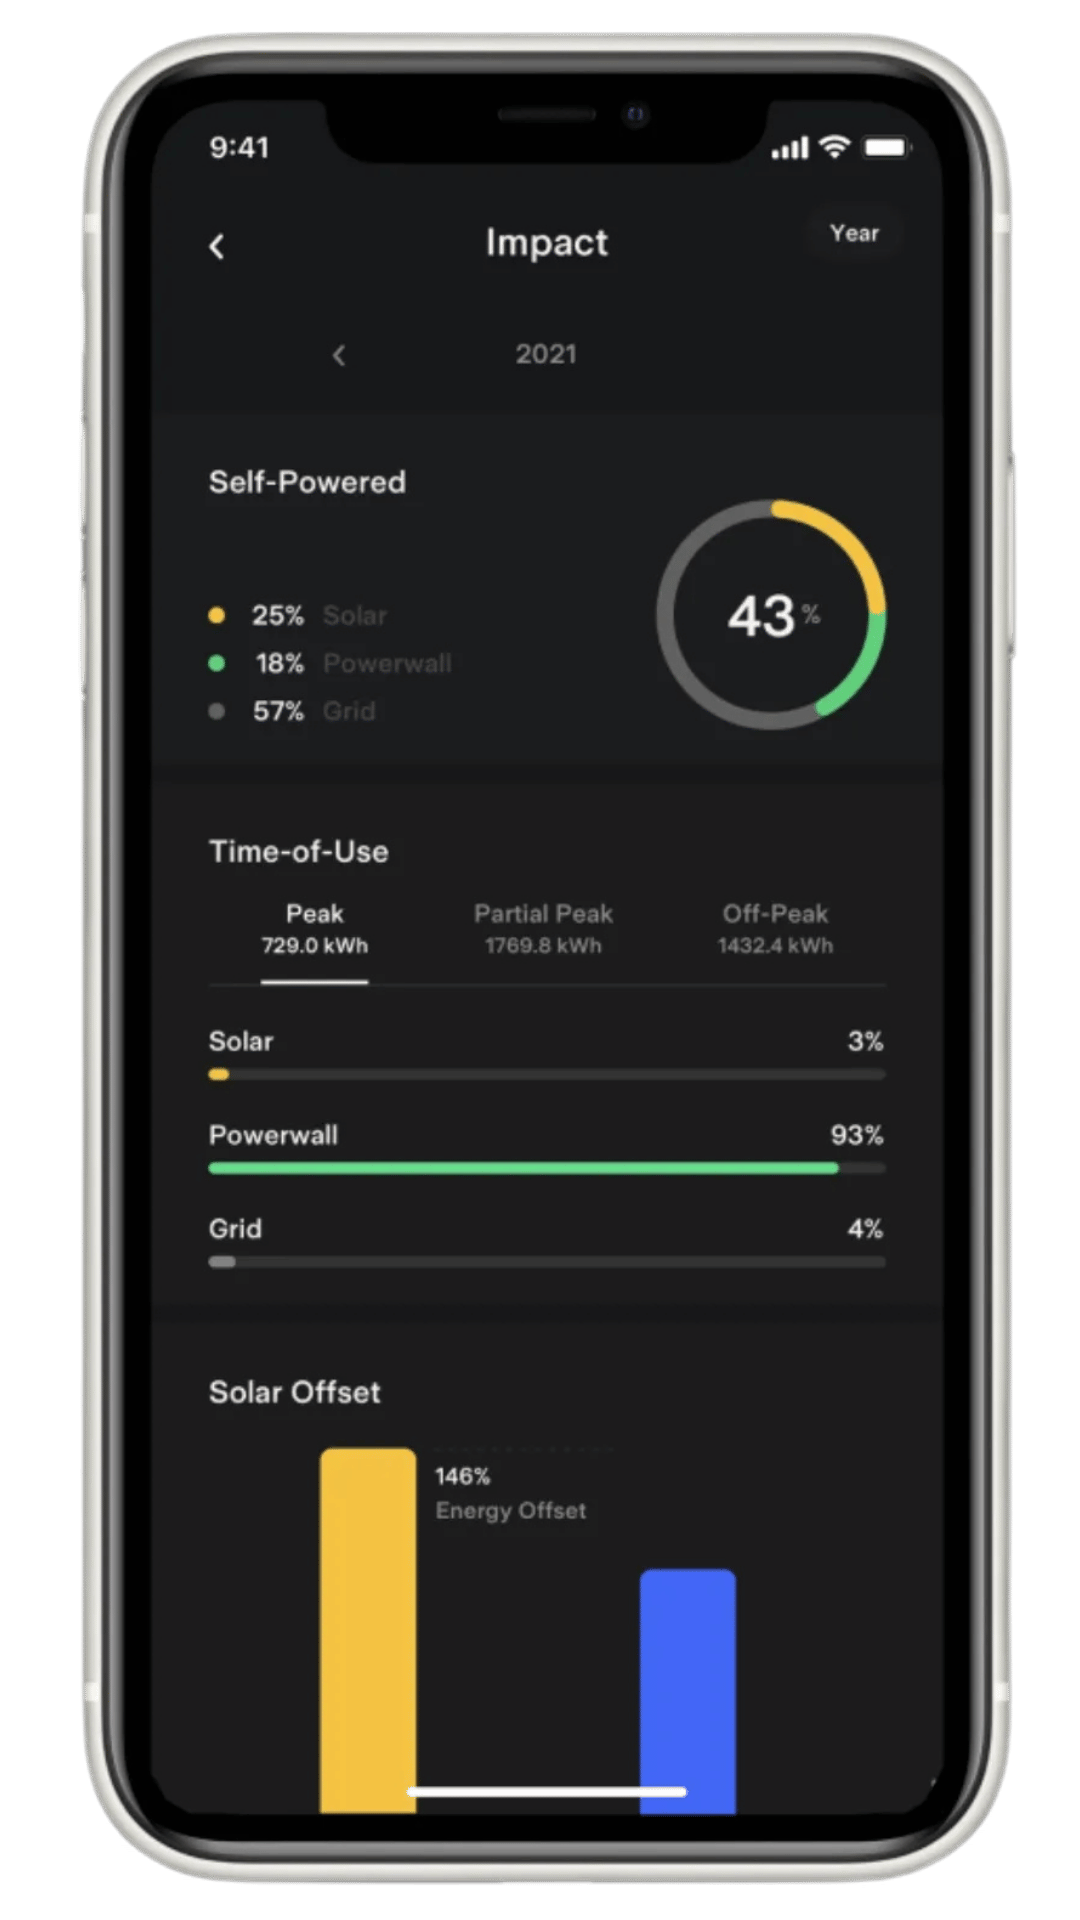 9:41
Impact
Year
2021
Self-Powered
25% Solar
18% Powerwall
57% Grid
43%
Time-of-Use
Peak Partial Peak Off-Peak
729.0 kWh 1769.8 kWh 1432.4 kWh
Solar 3%
Powerwall 93%
Grid 4%
Solar Offset
146%
Energy Offset